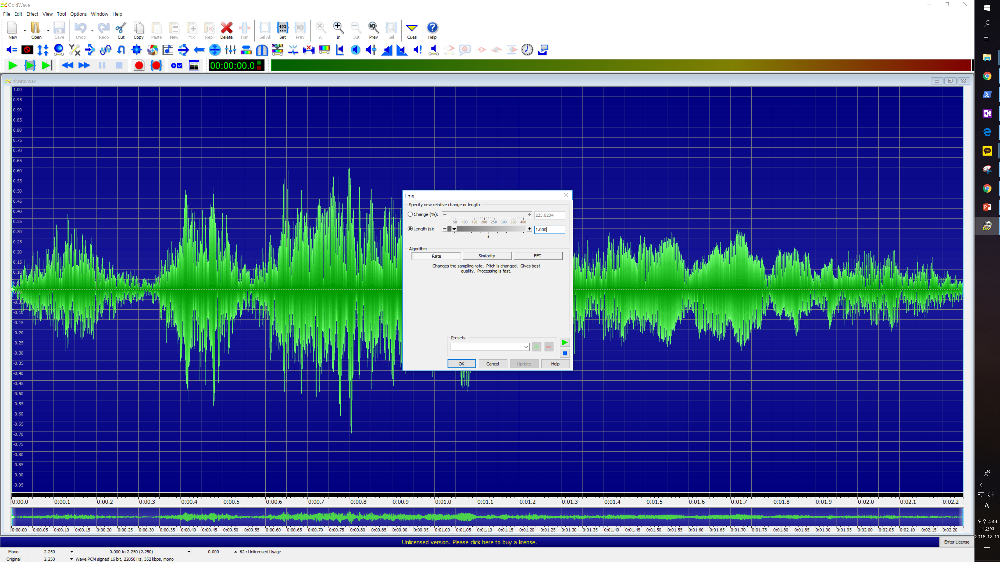 GoldWave
File Edit Effect View Tool Options Window Help
New Open Save Undo Redo Cut Copy Paste New Mix Repl Delete Trim Sel All Set Prev All In Out Prev Sel Cues Help
00:00:00.0
niwato.wav
1.00
0.95
0.90
0.85
0.80
0.75
0.70
0.65
0.60
0.55
0.50
0.45
0.40
0.35
0.30
0.25
0.20
0.15
0.10
0.05
0.00
-0.05
-0.10
-0.15
-0.20
-0.25
-0.30
-0.35
-0.40
-0.45
-0.50
-0.55
-0.60
-0.65
-0.70
-0.75
-0.80
-0.85
-0.90
-0.95
Time
Specify new relative change or length
Change (%): 225.0204
50 100 150 200 250 300 350 400
Length (s): 1.000
5
Algorithm
Rate Similarity FFT
Changes the sampling rate. Pitch is changed. Gives best
quality. Processing is fast.
Presets
OK Cancel Update Help
0:00.0 0:00.1 0:00.2 0:00.3 0:00.4 0:00.5 0:00.6 0:00.7 0:00.8 0:00.9 0:01.0 0:01.1 0:01.2 0:01.3 0:01.4 0:01.5 0:01.6 0:01.7 0:01.8 0:01.9 0:02.0 0:02.1 0:02.2
0:00.00 0:00.05 0:00.10 0:00.15 0:00.20 0:00.25 0:00.30 0:00.35 0:00.40 0:00.45 0:00.50 0:00.55 0:00.60 0:00.65 0:00.70 0:00.75 0:00.80 0:00.85 0:00.90 0:00.95 0:01.00 0:01.05 0:01.10 0:01.15 0:01.20 0:01.25 0:01.30 0:01.35 0:01.40 0:01.45 0:01.50 0:01.55 0:01.60 0:01.65 0:01.70 0:01.75 0:01.80 0:01.85 0:01.90 0:01.95 0:02.00 0:02.05 0:02.10 0:02.15 0:02.20
Unlicensed version. Please click here to buy a license.
Enter License
Mono 2.250 0.000 to 2.250 (2.250) 0.000 62 : Unlicensed Usage
Original 2.250 Wave PCM signed 16 bit, 22050 Hz, 352 kbps, mono
TALK
A
오후 4:49
화요일
2018-12-11